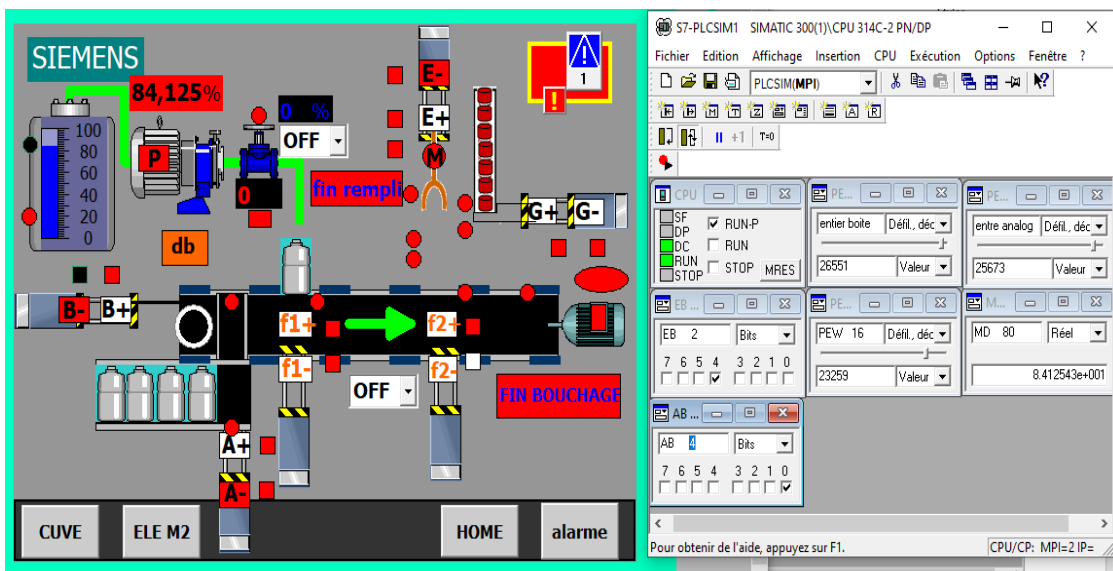 SIEMENS
84,125%
0 %
OFF
P
0
fin rempli
100
80
60
40
20
0
db
E-
E+
M
1
!
G+ G-
B- B+
f1+
f2+
f1-
f2-
OFF
FIN BOUCHAGE
A+
A-
CUVE
ELE M2
HOME
alarme
S7-PLCSIM1 SIMATIC 300(1)\CPU 314C-2 PN/DP
Fichier Edition Affichage Insertion CPU Exécution Options Fenêtre ?
PLCSIM(MPI)
+1 T=0
CPU
SF
DP
DC
RUN
STOP
RUN-P
RUN
STOP MRES
PE...
entier boite Défil., déc
26551 Valeur
PE...
entre analog Défil., déc
25673 Valeur
EB ...
EB 2 Bits
7 6 5 4 3 2 1 0
PE...
PEW 16 Défil., déc
23259 Valeur
M...
MD 80 Réel
8.412543e+001
AB ...
AB 4 Bits
7 6 5 4 3 2 1 0
Pour obtenir de l'aide, appuyez sur F1.
CPU/CP: MPI=2 IP=